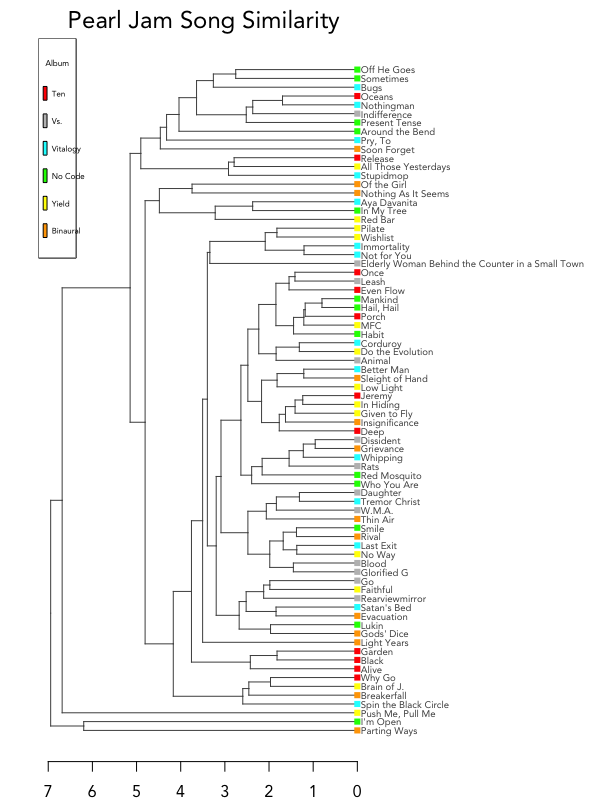 Pearl Jam Song Similarity
Album
Ten
Vs.
Vitalogy
No Code
Yield
Binaural
Off He Goes
Sometimes
Bugs
Oceans
Nothingman
Indifference
Present Tense
Around the Bend
Pry, To
Soon Forget
Release
All Those Yesterdays
Stupidmop
Of the Girl
Nothing As It Seems
Aya Davanita
In My Tree
Red Bar
Pilate
Wishlist
Immortality
Not for You
Elderly Woman Behind the Counter in a Small Town
Once
Leash
Even Flow
Mankind
Hail, Hail
Porch
MFC
Habit
Corduroy
Do the Evolution
Animal
Better Man
Sleight of Hand
Low Light
Jeremy
In Hiding
Given to Fly
Insignificance
Deep
Dissident
Grievance
Whipping
Rats
Red Mosquito
Who You Are
Daughter
Tremor Christ
W.M.A.
Thin Air
Smile
Rival
Last Exit
No Way
Blood
Glorified G
Go
Faithful
Rearviewmirror
Satan's Bed
Evacuation
Lukin
Gods' Dice
Light Years
Garden
Black
Alive
Why Go
Brain of J.
Breakerfall
Spin the Black Circle
Push Me, Pull Me
I'm Open
Parting Ways
7 6 5 4 3 2 1 0